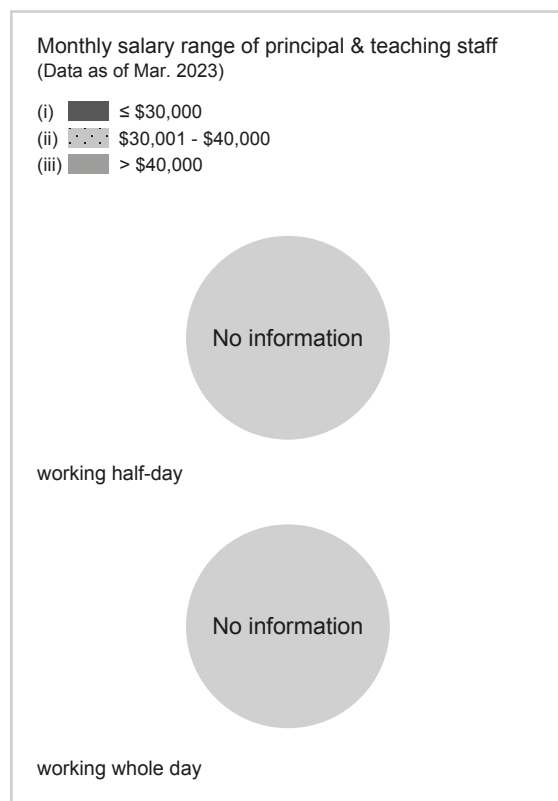 Monthly salary range of principal & teaching staff
(Data as of Mar. 2023)
(i) ≤ $30,000
(ii) $30,001 - $40,000
(iii) > $40,000
No information
working half-day
No information
working whole day